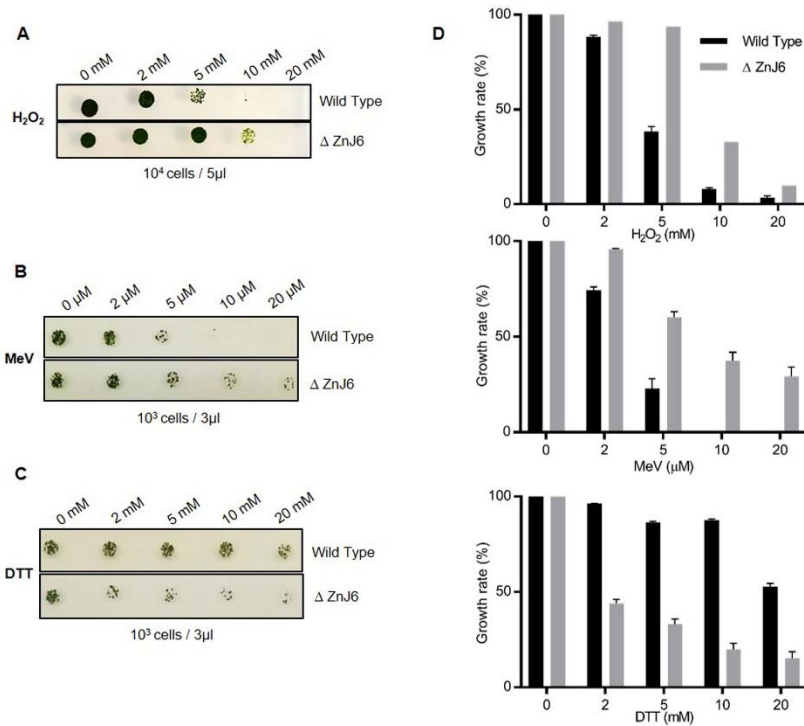 A
0 mM 2 mM 5 mM 10 mM 20 mM
H₂O₂
Wild Type
Δ ZnJ6
10⁴ cells / 5µl
B
0 µM 2 µM 5 µM 10 µM 20 µM
MeV
Wild Type
Δ ZnJ6
10³ cells / 3µl
C
0 mM 2 mM 5 mM 10 mM 20 mM
DTT
Wild Type
Δ ZnJ6
10³ cells / 3µl
D
Wild Type
Δ ZnJ6
Growth rate (%)
100
50
0
0 2 5 10 20
H₂O₂ (mM)
Growth rate (%)
100
50
0
0 2 5 10 20
MeV (µM)
Growth rate (%)
100
50
0
0 2 5 10 20
DTT (mM)